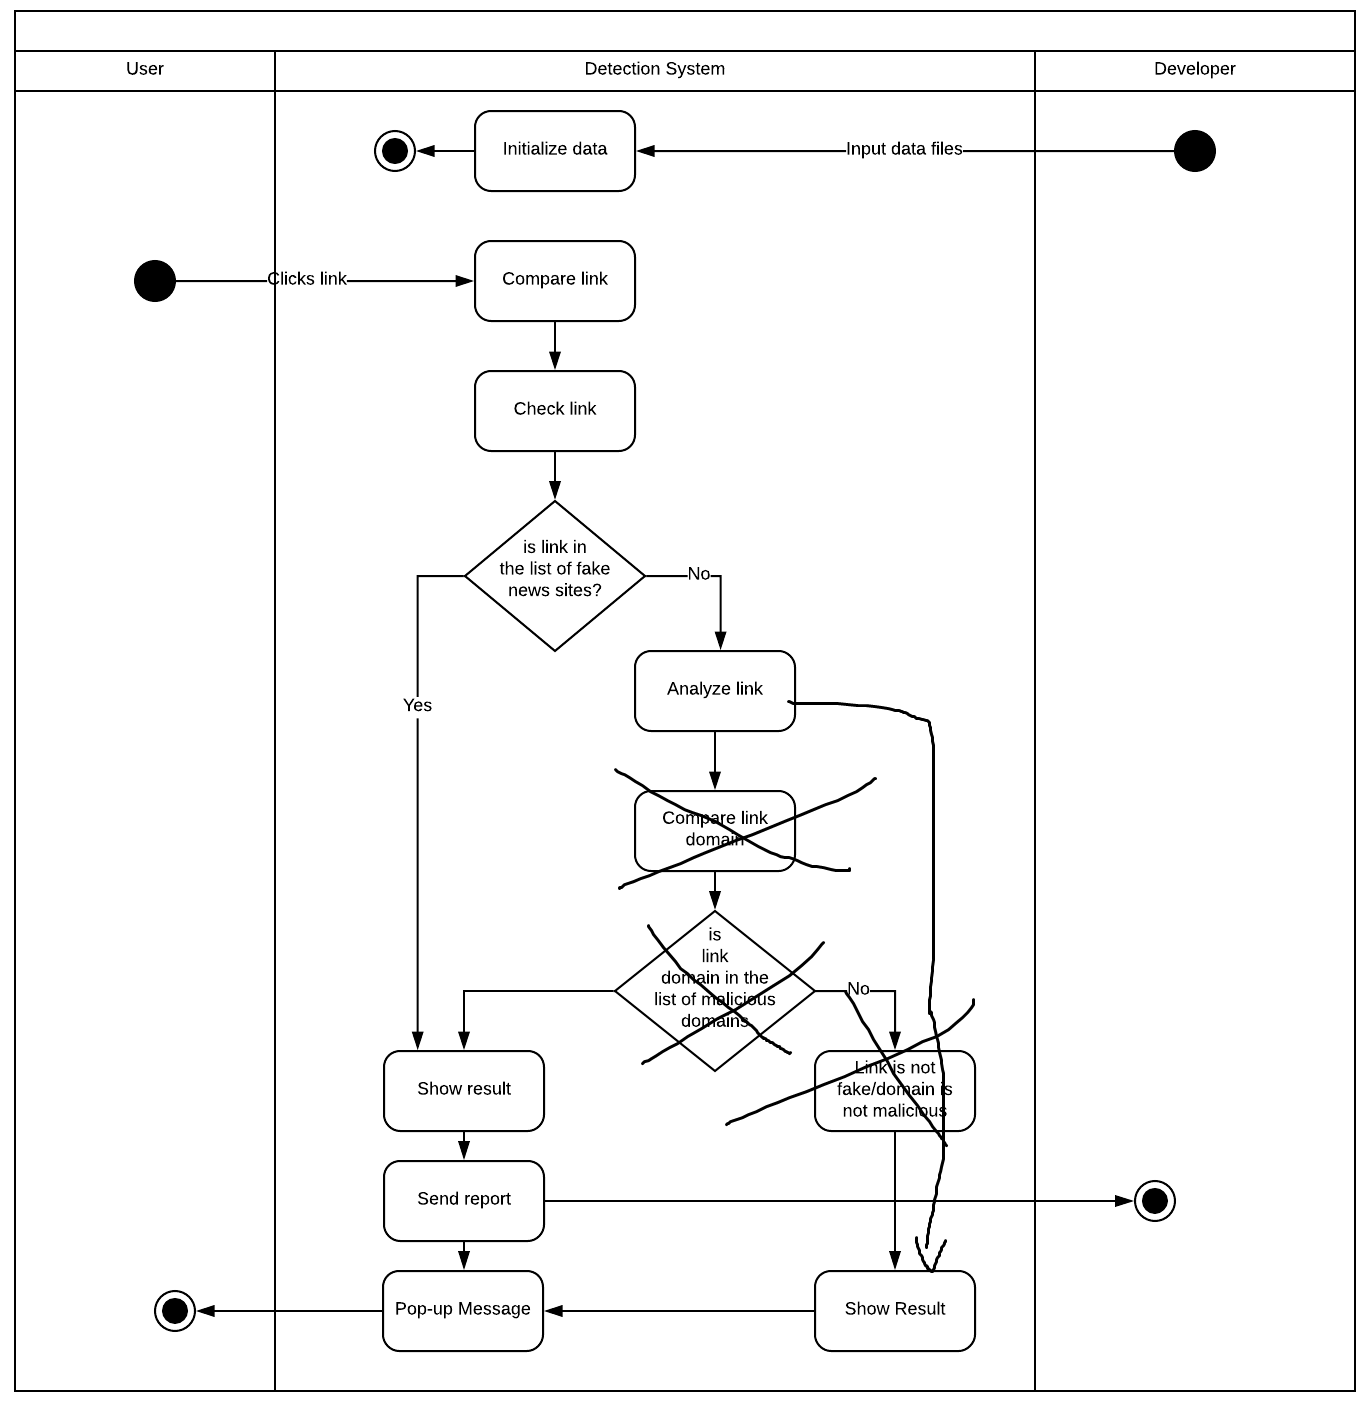 User
Detection System
Developer
Initialize data
Input data files
Clicks link
Compare link
Check link
is link in
the list of fake
news sites?
No
Analyze link
Yes
Compare link
domain
is
link
domain in the
list of malicious
domains
No
Show result
Link is not
fake/domain is
not malicious
Send report
Pop-up Message
Show Result